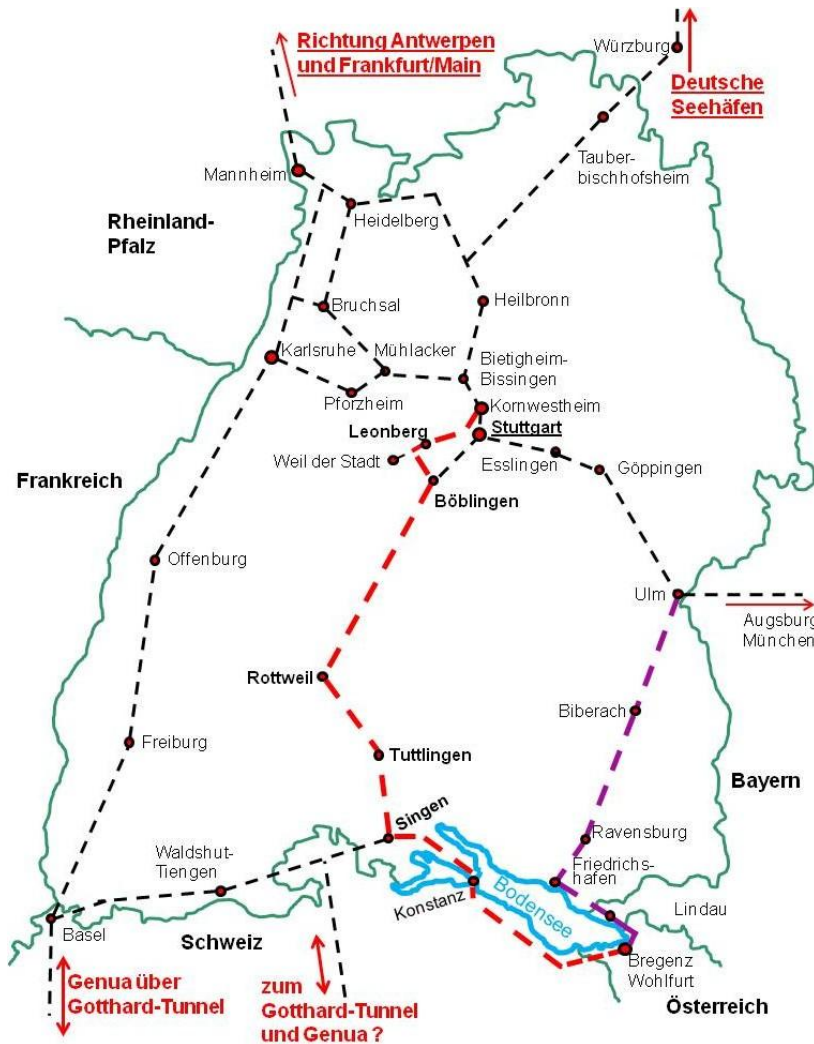 Richtung Antwerpen
und Frankfurt/Main
Würzburg
Deutsche
Seehäfen
Tauber-
bischhofsheim
Mannheim
Heidelberg
Rheinland-
Pfalz
Bruchsal
Heilbronn
Karlsruhe
Mühlacker
Bietigheim-
Bissingen
Pforzheim
Kornwestheim
Leonberg
Stuttgart
Weil der Stadt
Esslingen
Göppingen
Frankreich
Böblingen
Offenburg
Ulm
Augsburg
München
Rottweil
Biberach
Freiburg
Tuttlingen
Bayern
Singen
Ravensburg
Waldshut-
Tiengen
Friedrichs-
hafen
Bodensee
Konstanz
Lindau
Basel
Schweiz
Bregenz
Wohlfurt
Genua über
Gotthard-Tunnel
zum
Gotthard-Tunnel
und Genua ?
Österreich